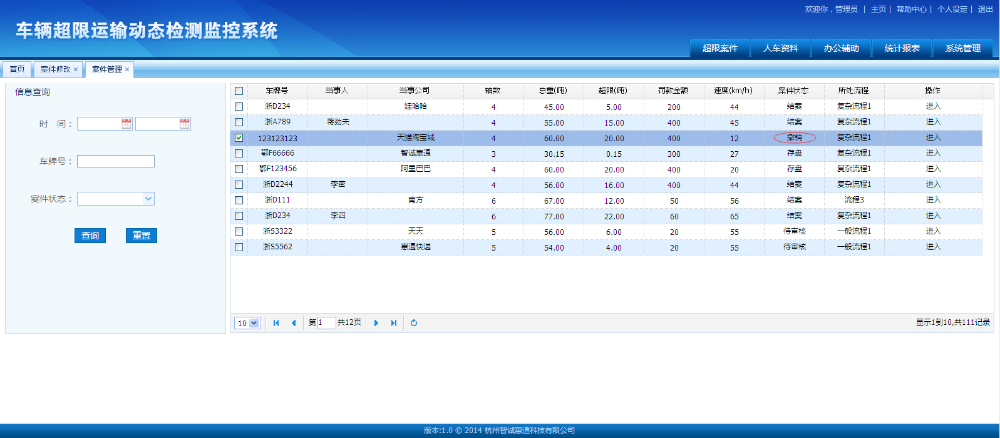 欢迎你，管理员 | 主页 | 帮助中心 | 个人设定 | 退出
车辆超限运输动态检测监控系统
超限案件 人车资料 办公辅助 统计报表 系统管理
首页 案件修改 × 案件管理 ×
信息查询
时 间：
车牌号：
案件状态：
查询 重置
车牌号 当事人 当事公司 轴数 总重(吨) 超限(吨) 罚款金额 速度(km/h) 案件状态 所处流程 操作
浙D234 娃哈哈 4 45.00 5.00 200 44 结案 复杂流程1 进入
浙A789 蒋劲夫 4 55.00 15.00 400 45 结案 复杂流程1 进入
123123123 天猫淘宝域 4 60.00 20.00 400 12 撤销 复杂流程1 进入
鄂F66666 智诚惠通 3 30.15 0.15 300 27 存盘 复杂流程1 进入
鄂F123456 阿里巴巴 4 60.00 20.00 400 20 存盘 复杂流程1 进入
浙D2244 李密 4 56.00 16.00 400 44 结案 复杂流程1 进入
浙D111 南方 6 67.00 12.00 50 56 结案 流程3 进入
浙D234 李四 6 77.00 22.00 60 65 结案 复杂流程1 进入
浙S3322 天天 5 56.00 6.00 20 55 待审核 一般流程1 进入
浙S5562 惠通快递 5 54.00 4.00 20 55 待审核 一般流程1 进入
10 第 1 共12页 显示1到10,共111记录
版本:1.0 © 2014 杭州智诚惠通科技有限公司